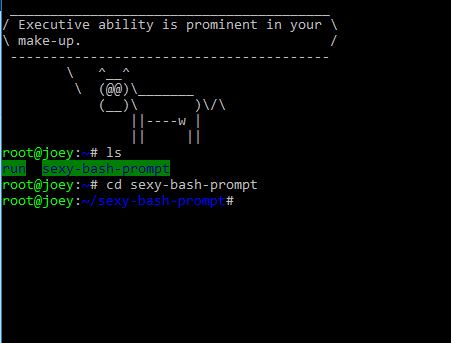 ________________________________________
/ Executive ability is prominent in your \
\ make-up.                               /
 ----------------------------------------
        \   ^__^
         \  (@@)\_______
            (__)\       )\/\
                ||----w |
                ||     ||
root@joey:~# ls
run  sexy-bash-prompt
root@joey:~# cd sexy-bash-prompt
root@joey:~/sexy-bash-prompt#